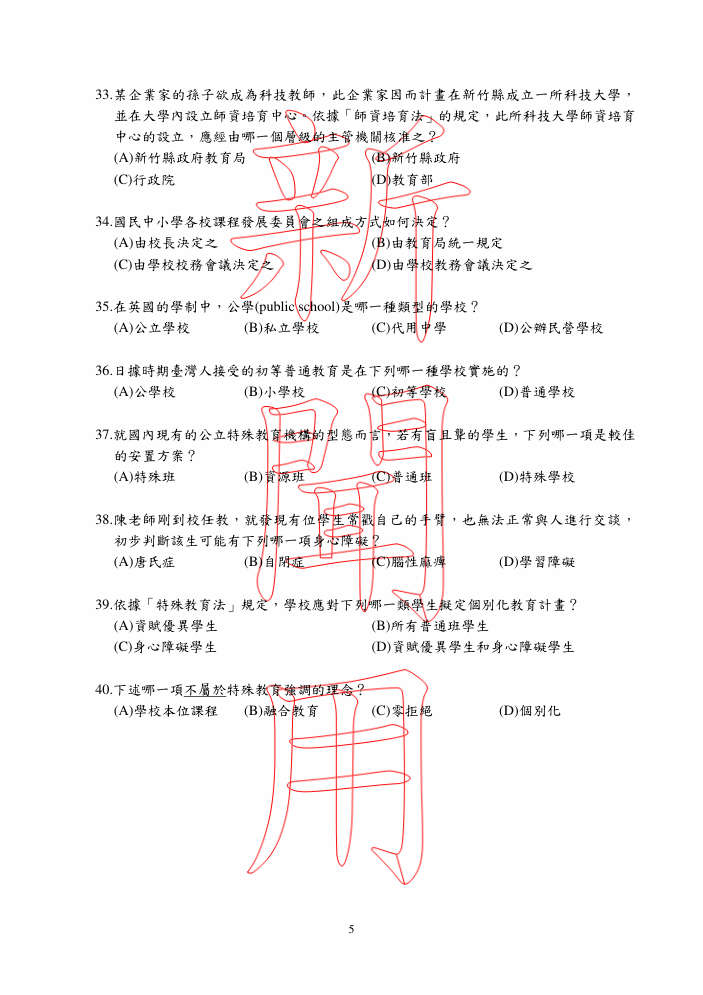 33.某企業家的孫子欲成為科技教師，此企業家因而計畫在新竹縣成立一所科技大學，
並在大學內設立師資培育中心。依據「師資培育法」的規定，此所科技大學師資培育
中心的設立，應經由哪一個層級的主管機關核准之？
(A)新竹縣政府教育局 (B)新竹縣政府
(C)行政院 (D)教育部
34.國民中小學各校課程發展委員會之組成方式如何決定？
(A)由校長決定之 (B)由教育局統一規定
(C)由學校校務會議決定之 (D)由學校教務會議決定之
35.在英國的學制中，公學(public school)是哪一種類型的學校？
(A)公立學校 (B)私立學校 (C)代用中學 (D)公辦民營學校
36.日據時期臺灣人接受的初等普通教育是在下列哪一種學校實施的？
(A)公學校 (B)小學校 (C)初等學校 (D)普通學校
37.就國內現有的公立特殊教育機構的型態而言，若有盲且聾的學生，下列哪一項是較佳
的安置方案？
(A)特殊班 (B)資源班 (C)普通班 (D)特殊學校
38.陳老師剛到校任教，就發現有位學生常戳自己的手臂，也無法正常與人進行交談，
初步判斷該生可能有下列哪一項身心障礙？
(A)唐氏症 (B)自閉症 (C)腦性麻痺 (D)學習障礙
39.依據「特殊教育法」規定，學校應對下列哪一類學生擬定個別化教育計畫？
(A)資賦優異學生 (B)所有普通班學生
(C)身心障礙學生 (D)資賦優異學生和身心障礙學生
40.下述哪一項不屬於特殊教育強調的理念？
(A)學校本位課程 (B)融合教育 (C)零拒絕 (D)個別化
新聞用
5